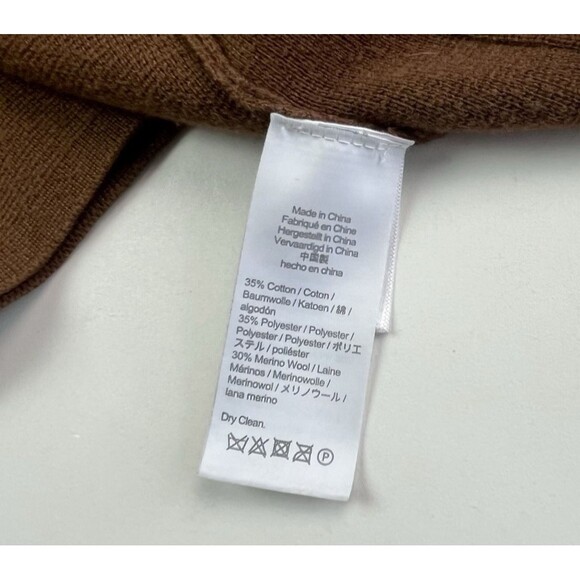 Made in China
Fabriqué en Chine
Hergestellt in China
Vervaardigd in China
中国製
hecho en china
35% Cotton / Coton /
Baumwolle / Katoen / 綿 /
algodón
35% Polyester / Polyester /
Polyester / Polyester / ポリエ
ステル / poliéster
30% Merino Wool / Laine
Mérinos / Merinowolle /
Merinowol / メリノウール /
lana merino
Dry Clean.
P